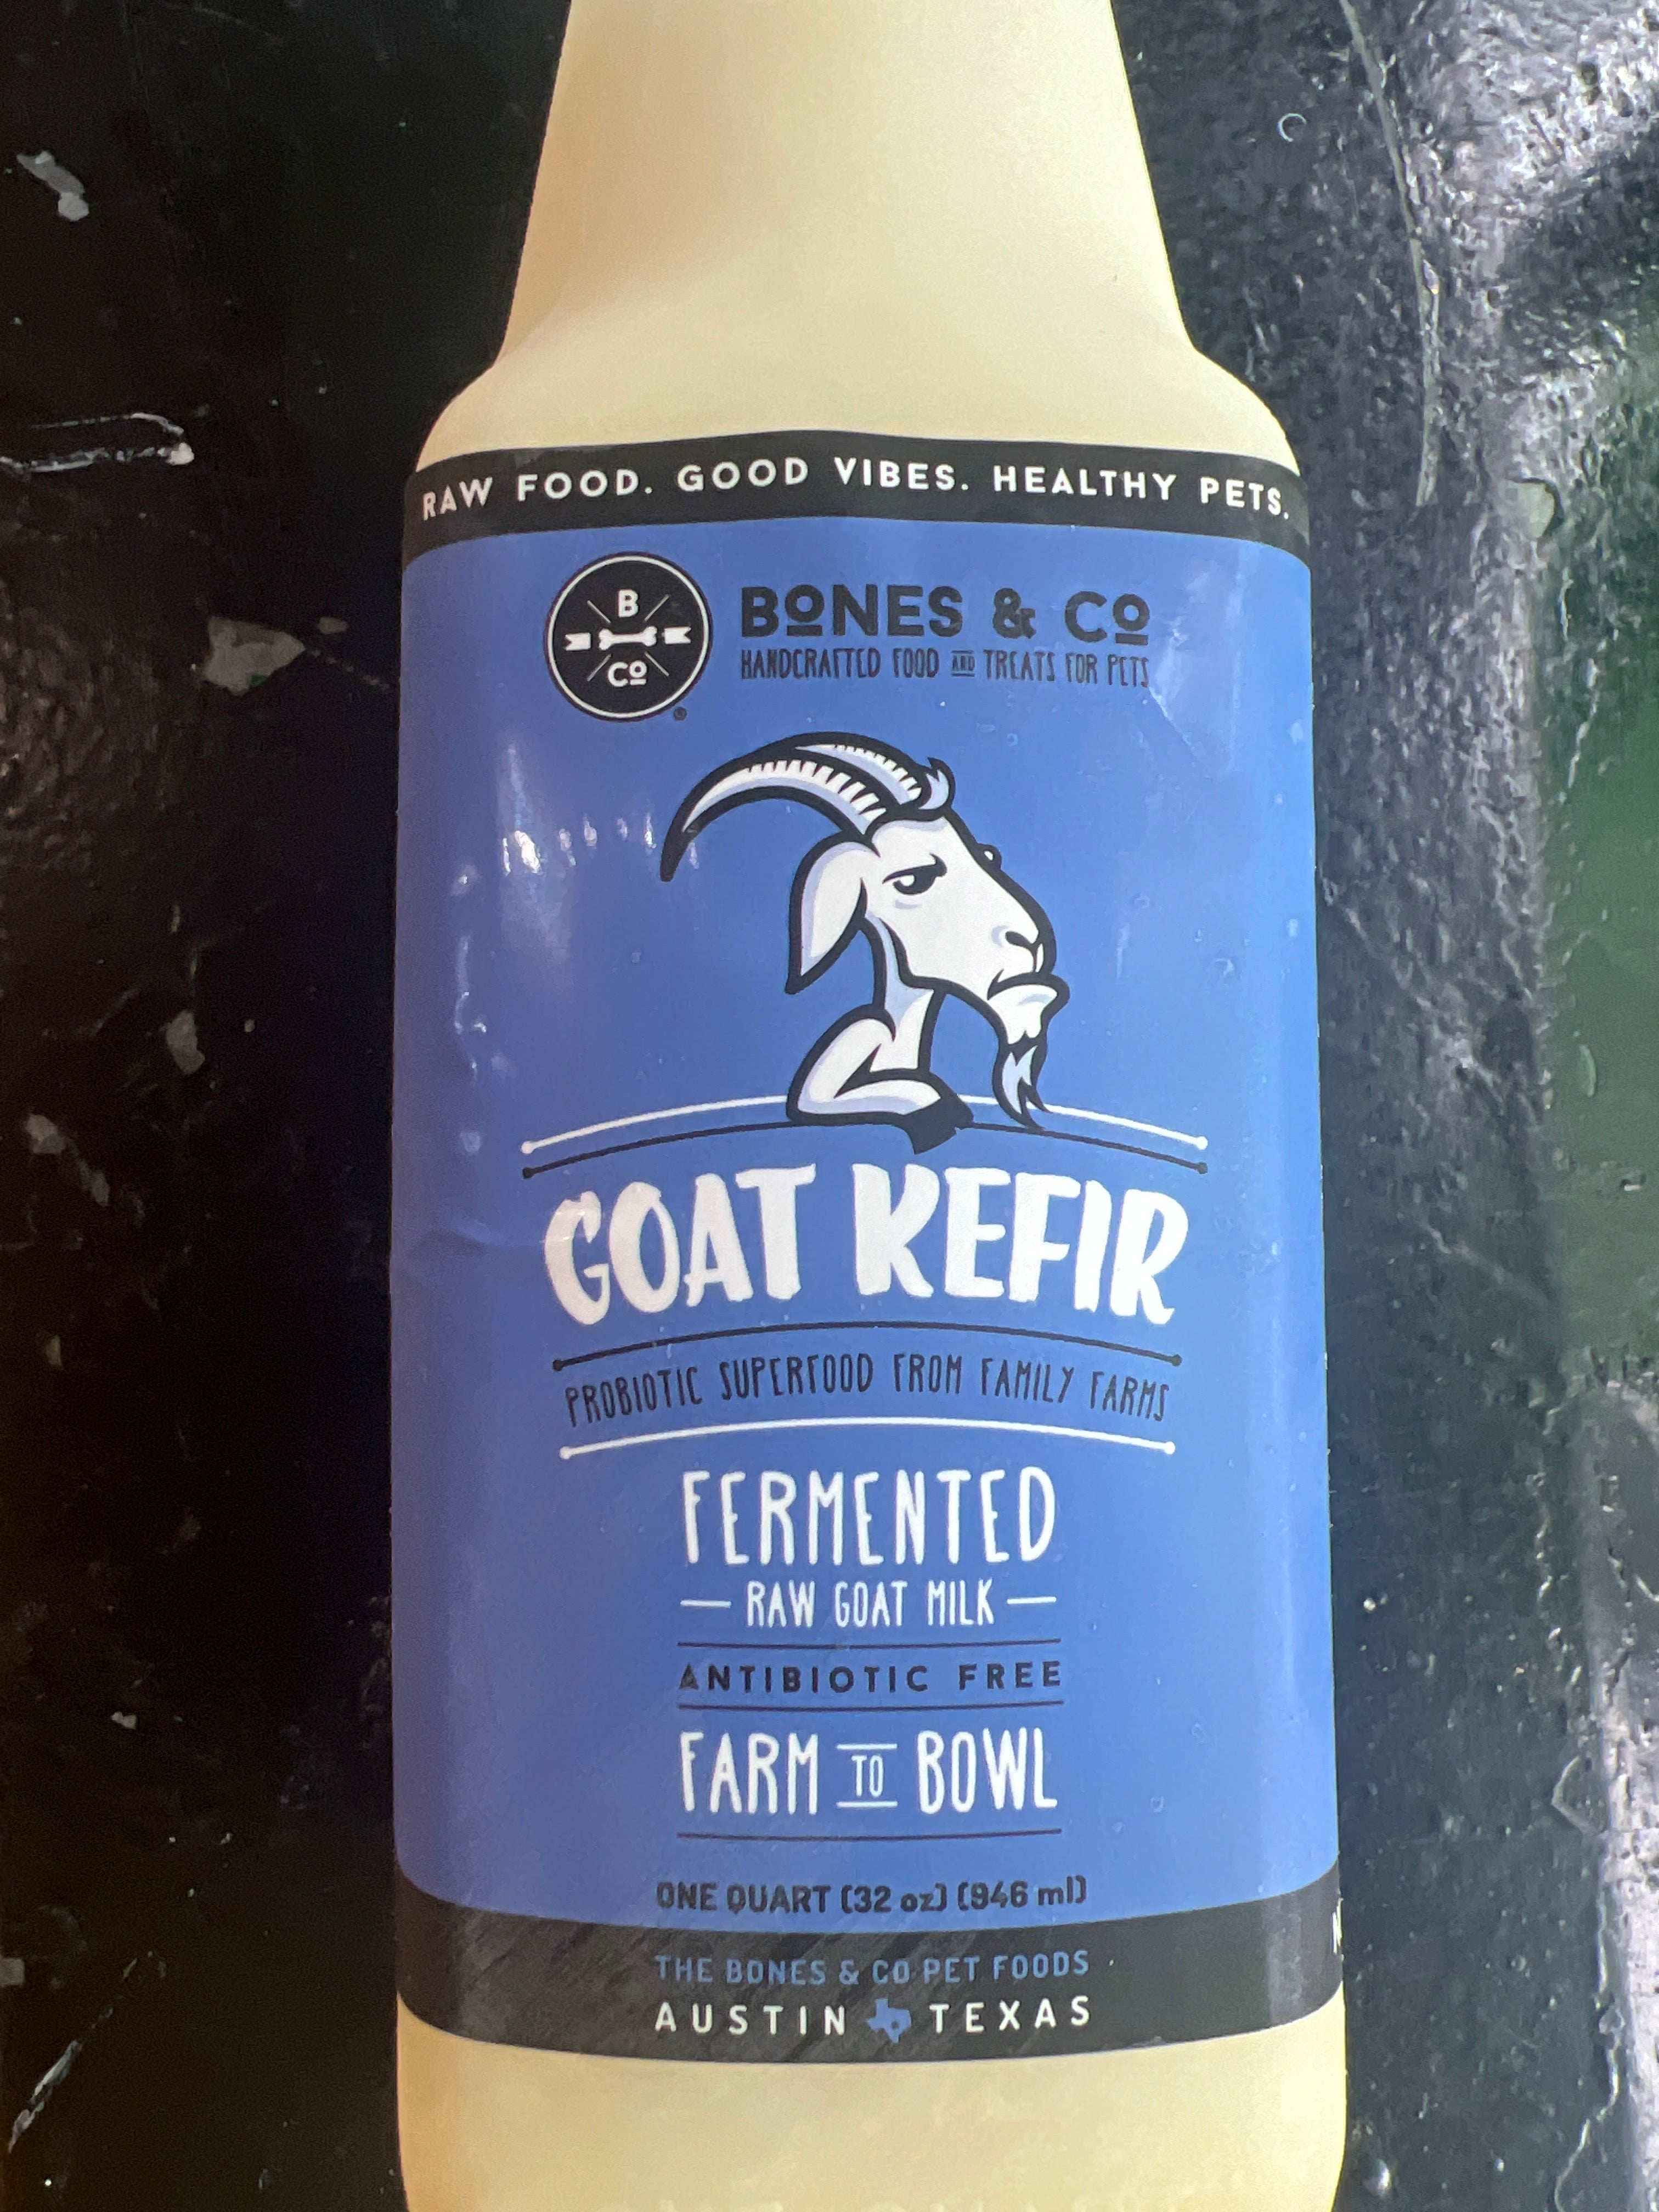 RAW FOOD. GOOD VIBES. HEALTHY PETS.
B
Co
BONES & Co
HANDCRAFTED FOOD AND TREATS FOR PETS
GOAT KEFIR
PROBIOTIC SUPERFOOD FROM FAMILY FARMS
FERMENTED
RAW GOAT MILK
ANTIBIOTIC FREE
FARM TO BOWL
ONE QUART (32 oz) (946 ml)
THE BONES & CO PET FOODS
AUSTIN TEXAS